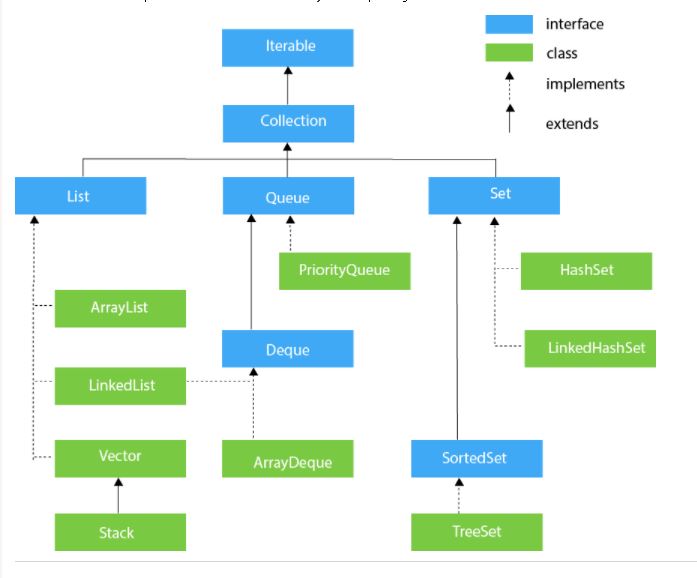 Iterable
interface
class
implements
extends
Collection
List
Queue
Set
PriorityQueue
HashSet
ArrayList
Deque
LinkedHashSet
LinkedList
Vector
ArrayDeque
SortedSet
Stack
TreeSet